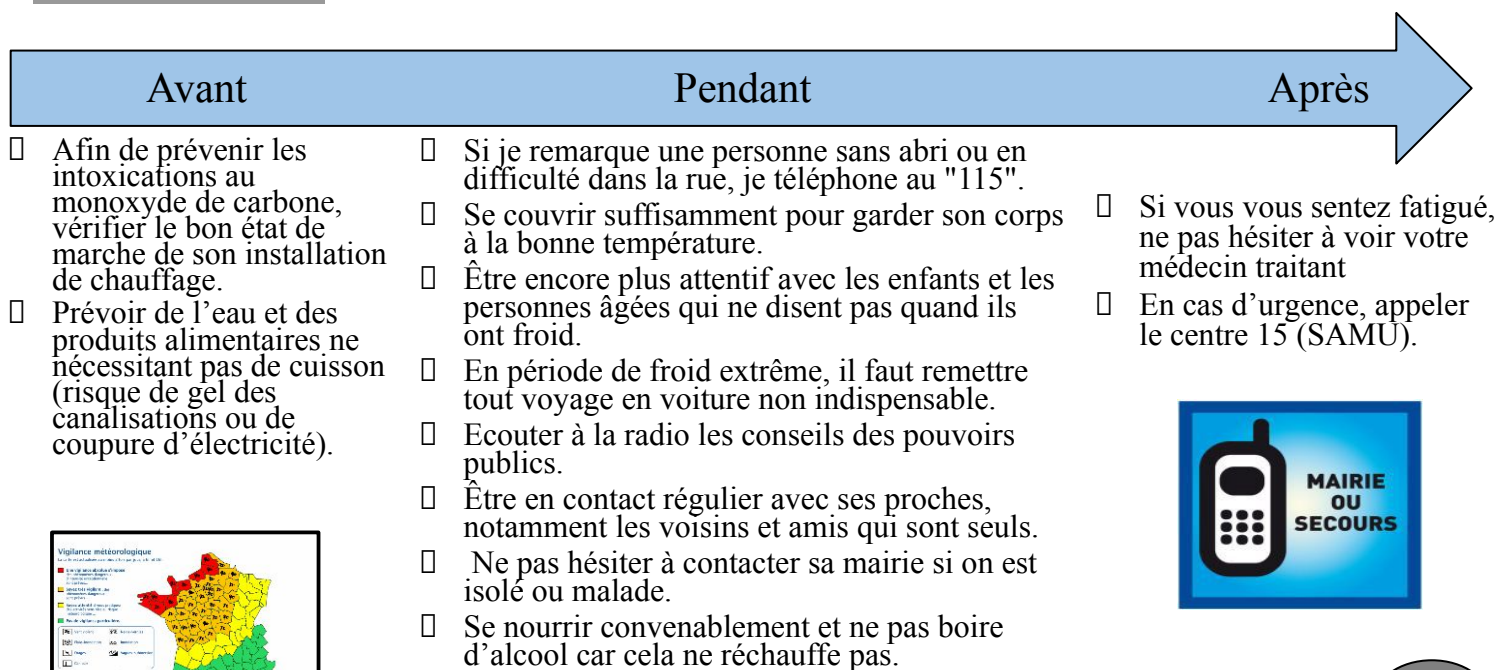 Avant
Pendant
Après
Afin de prévenir les
intoxications au
monoxyde de carbone,
vérifier le bon état de
marche de son installation
de chauffage.
Prévoir de l’eau et des
produits alimentaires ne
nécessitant pas de cuisson
(risque de gel des
canalisations ou de
coupure d’électricité).
Vigilance météorologique
Si je remarque une personne sans abri ou en
difficulté dans la rue, je téléphone au "115".
Se couvrir suffisamment pour garder son corps
à la bonne température.
Être encore plus attentif avec les enfants et les
personnes âgées qui ne disent pas quand ils
ont froid.
En période de froid extrême, il faut remettre
tout voyage en voiture non indispensable.
Ecouter à la radio les conseils des pouvoirs
publics.
Être en contact régulier avec ses proches,
notamment les voisins et amis qui sont seuls.
Ne pas hésiter à contacter sa mairie si on est
isolé ou malade.
Se nourrir convenablement et ne pas boire
d’alcool car cela ne réchauffe pas.
Si vous vous sentez fatigué,
ne pas hésiter à voir votre
médecin traitant
En cas d’urgence, appeler
le centre 15 (SAMU).
MAIRIE
OU
SECOURS